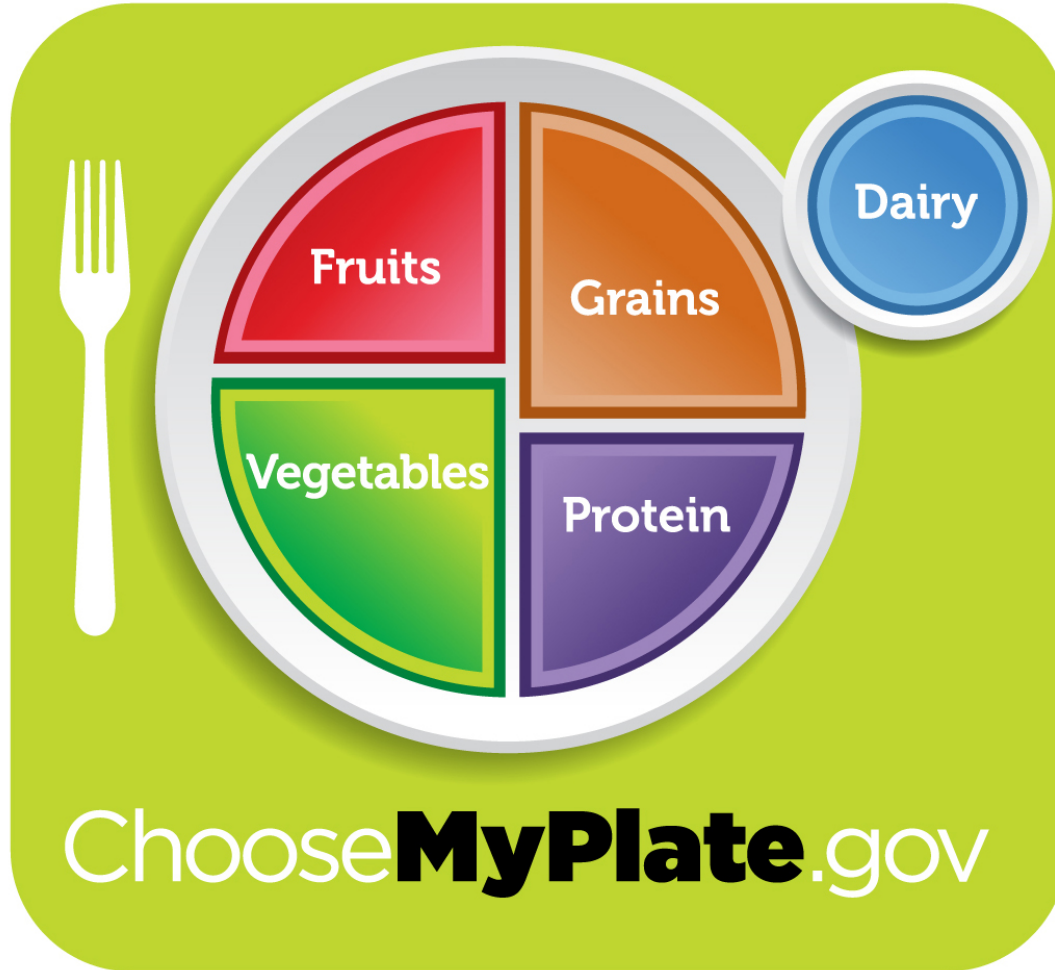 Fruits
Grains
Dairy
Vegetables
Protein
ChooseMyPlate.gov